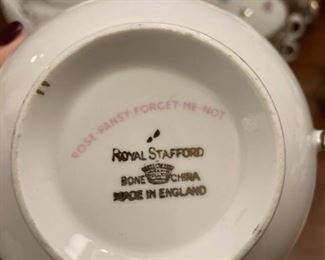 ROSE-PANSY-FORGET-ME-NOT
ROYAL STAFFORD
BONE CHINA
MADE IN ENGLAND